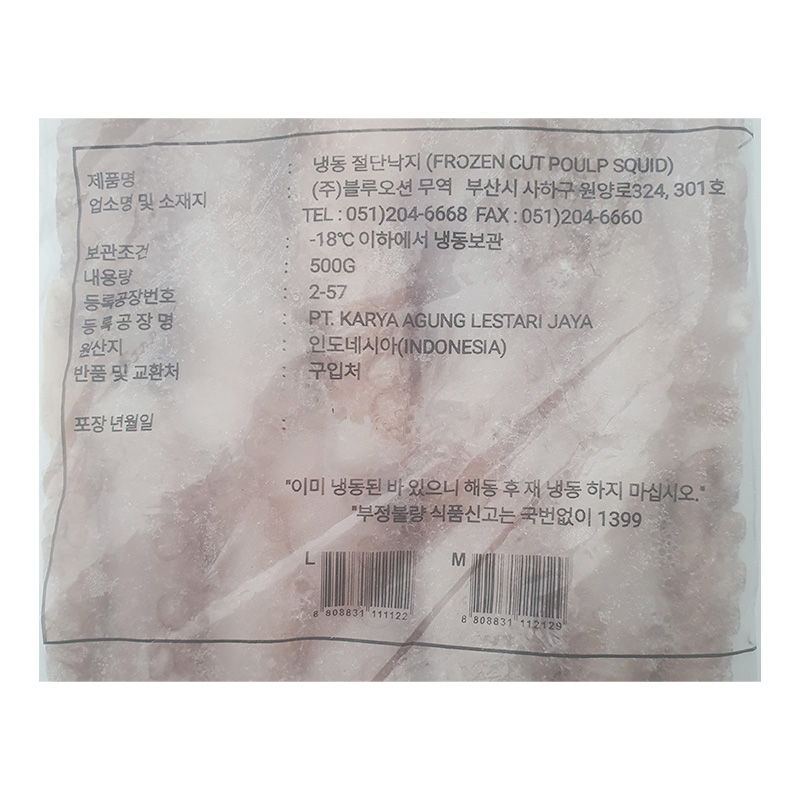 제품명 : 냉동 절단낙지 (FROZEN CUT POULP SQUID)
업소명 및 소재지 : (주)블루오션 무역 부산시 사하구 원양로324, 301호
TEL : 051)204-6668 FAX : 051)204-6660
보관조건 : -18℃ 이하에서 냉동보관
내용량 : 500G
등록공장번호 : 2-57
등록공장명 : PT. KARYA AGUNG LESTARI JAYA
원산지 : 인도네시아(INDONESIA)
반품 및 교환처 : 구입처
포장 년월일 :
"이미 냉동된 바 있으니 해동 후 재 냉동 하지 마십시오."
"부정불량 식품신고는 국번없이 1399
L M
8 808831 111122 8 808831 112129